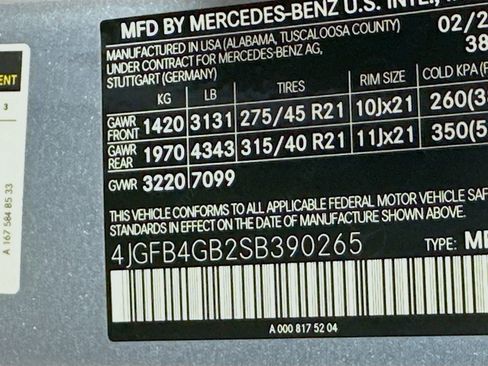 MFD BY MERCEDES-BENZ U.S. INTL,
MANUFACTURED IN USA (ALABAMA, TUSCALOOSA COUNTY)
UNDER CONTRACT FOR MERCEDES-BENZ AG,
STUTTGART (GERMANY)
02/2
38
KG LB TIRES RIM SIZE COLD KPA(P
GAWR FRONT 1420 3131 275/45 R21 10Jx21 260(38
GAWR REAR 1970 4343 315/40 R21 11Jx21 350(5
GVWR 3220 7099
THIS VEHICLE CONFORMS TO ALL APPLICABLE FEDERAL MOTOR VEHICLE SAF
STANDARDS IN EFFECT ON THE DATE OF MANUFACTURE SHOWN ABOVE.
4JGFB4GB2SB390265 TYPE: MP
A 000 817 52 04
ENT
3
A 167 584 85 33